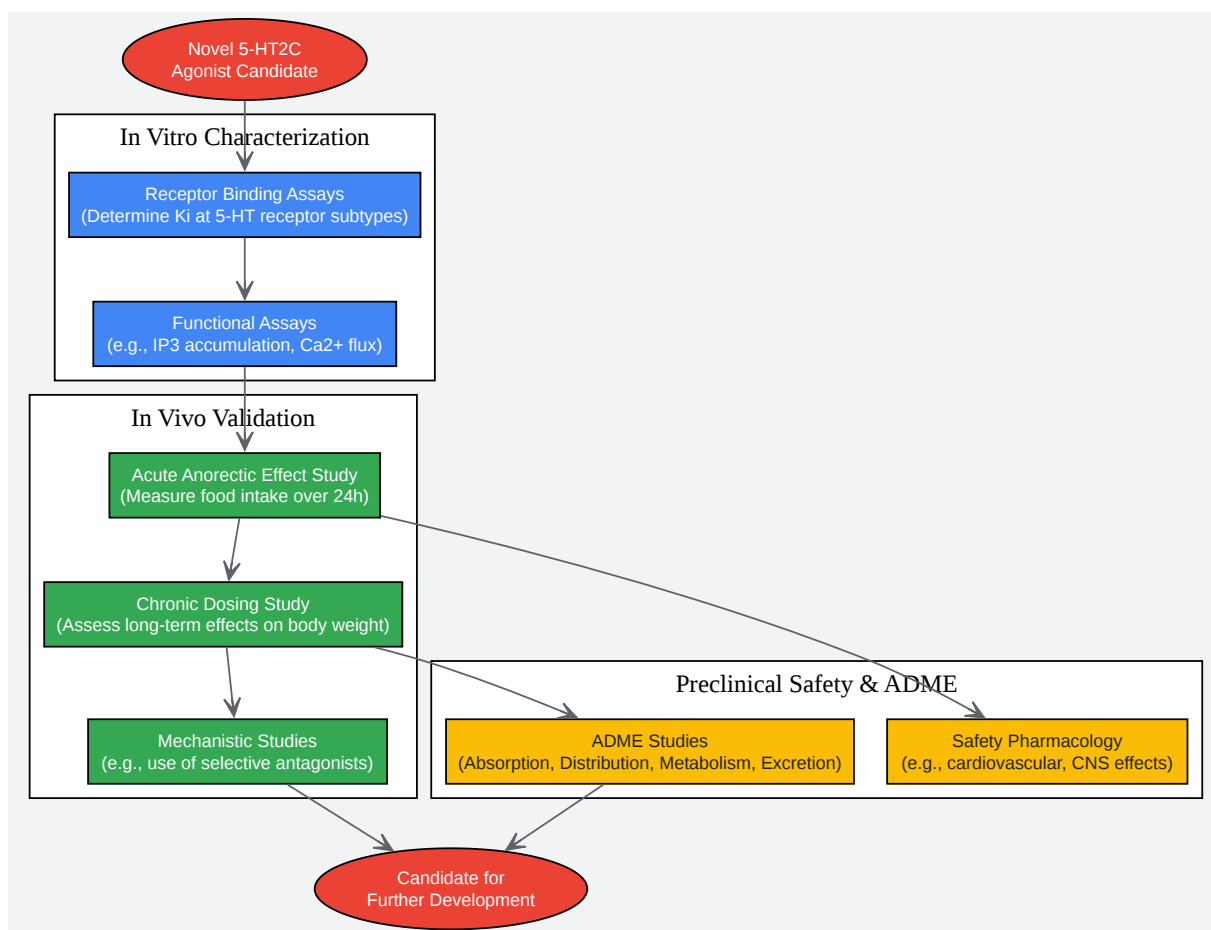 Novel 5-HT2C
Agonist Candidate
In Vitro Characterization
Receptor Binding Assays
(Determine Ki at 5-HT receptor subtypes)
Functional Assays
(e.g., IP3 accumulation, Ca2+ flux)
In Vivo Validation
Acute Anorectic Effect Study
(Measure food intake over 24h)
Chronic Dosing Study
(Assess long-term effects on body weight)
Mechanistic Studies
(e.g., use of selective antagonists)
Preclinical Safety & ADME
ADME Studies
(Absorption, Distribution, Metabolism, Excretion)
Safety Pharmacology
(e.g., cardiovascular, CNS effects)
Candidate for
Further Development